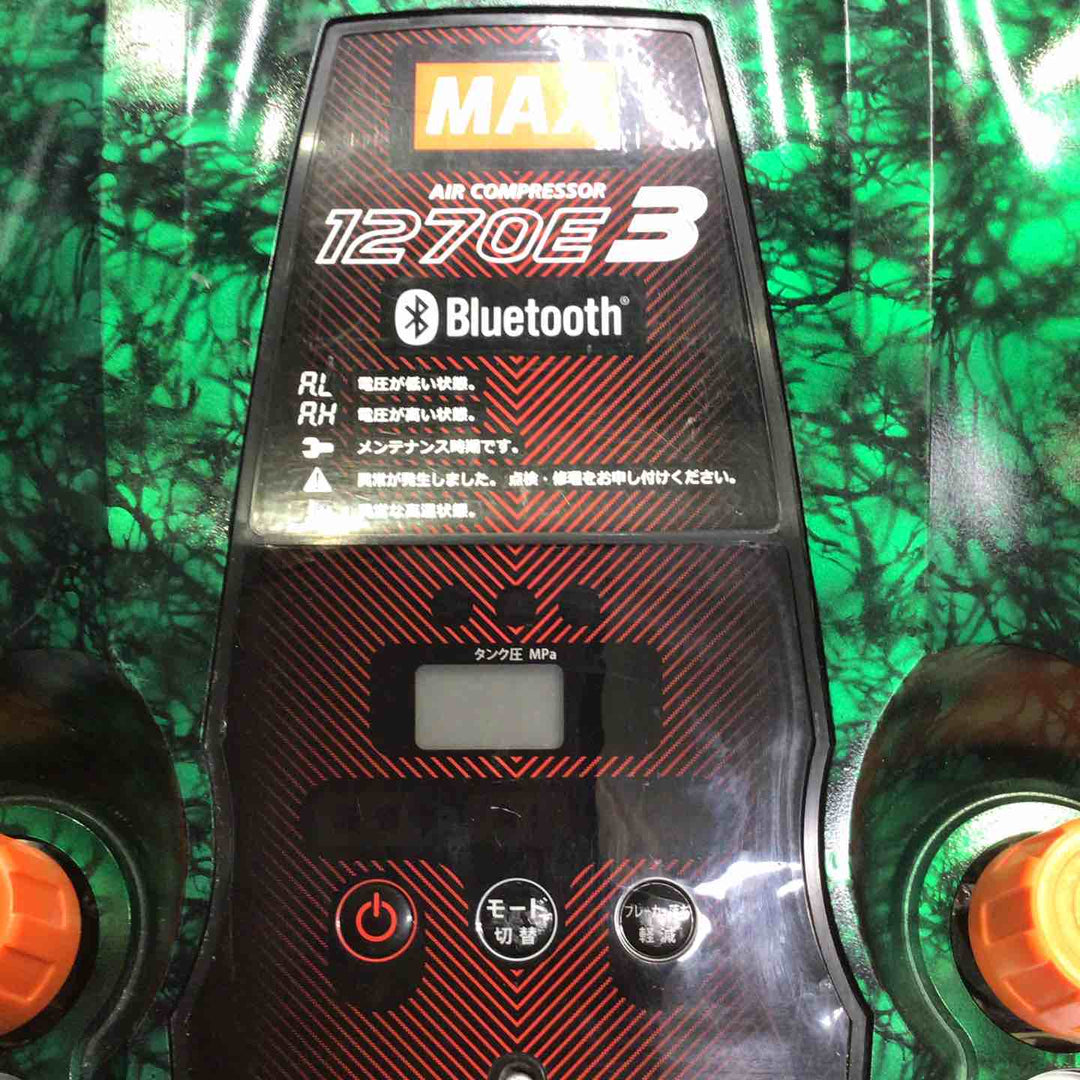 MAX
AIR COMPRESSOR
1270E3
Bluetooth®
AL 電圧が低い状態。
AH 電圧が高い状態。
メンテナンス時期です。
異常が発生しました。点検・修理をお申し付けください。
異常な高温状態。
タンク圧 MPa
モード
切替
軽減